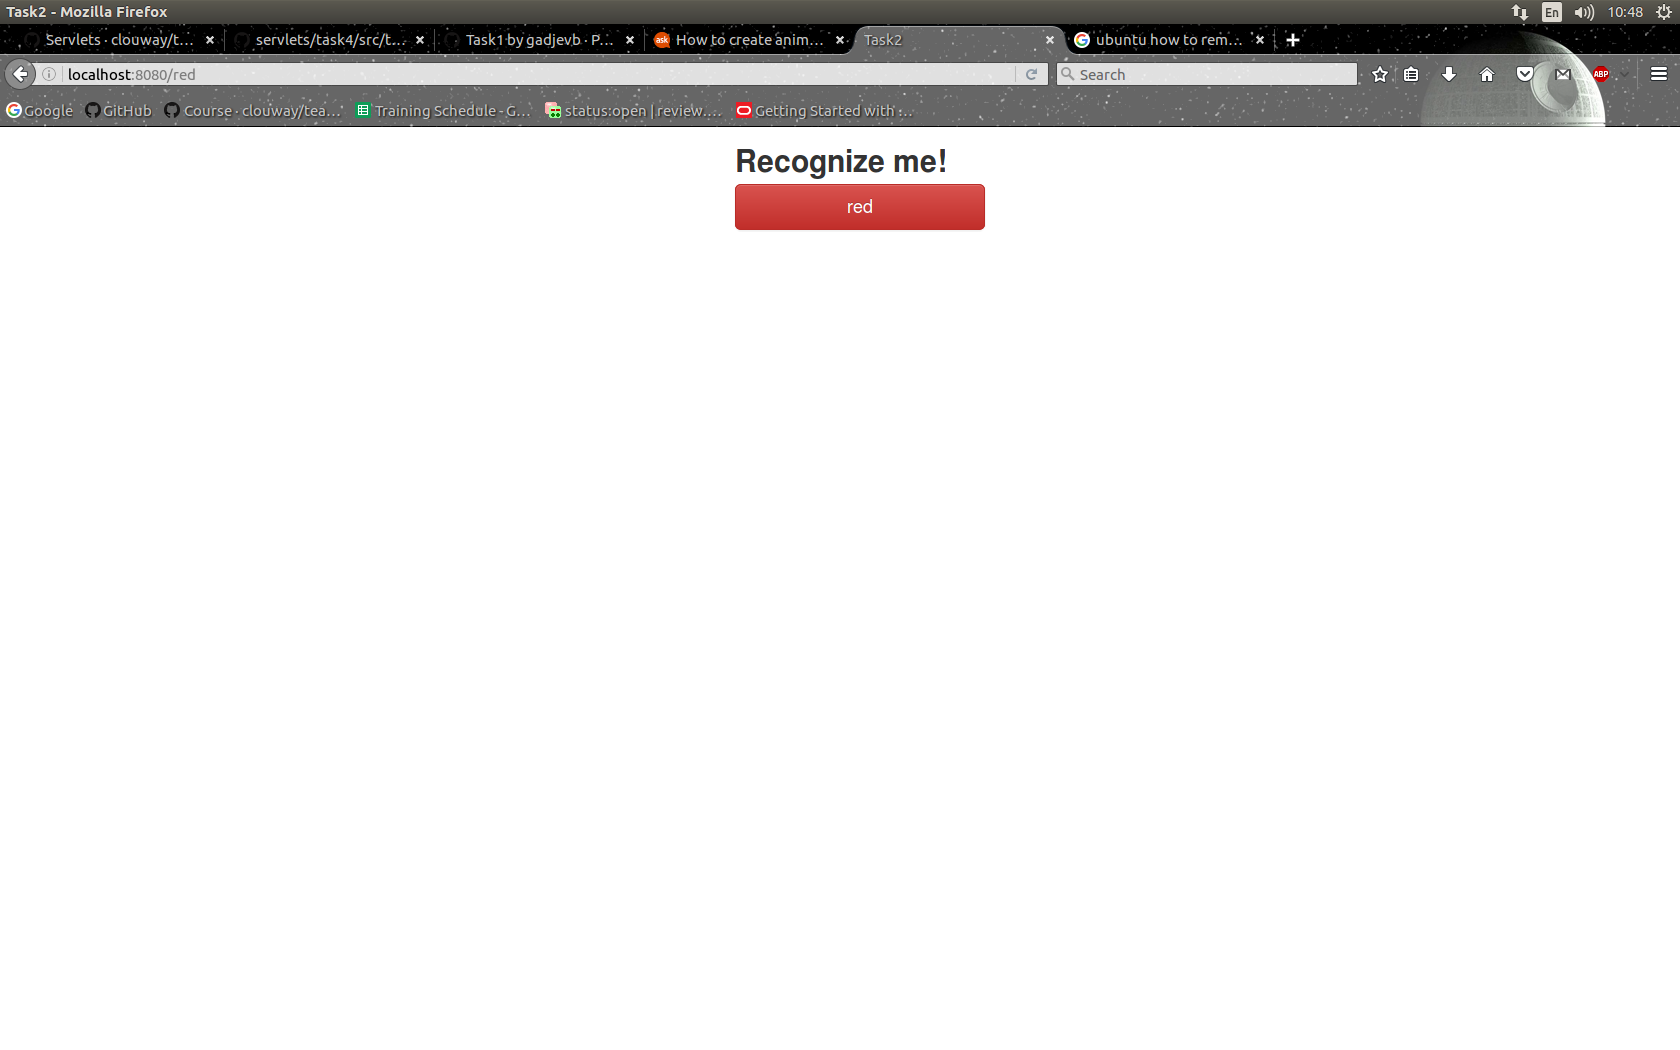 Task2 - Mozilla Firefox
En
10:48
Servlets · clouway/t...
servlets/task4/src/t...
Task1 by gadjevb · P...
ask
How to create anim...
Task2
ubuntu how to rem...
localhost:8080/red
Search
ABP
Google
GitHub
Course · clouway/tea...
Training Schedule - G...
status:open | review....
Getting Started with ...
Recognize me!
red